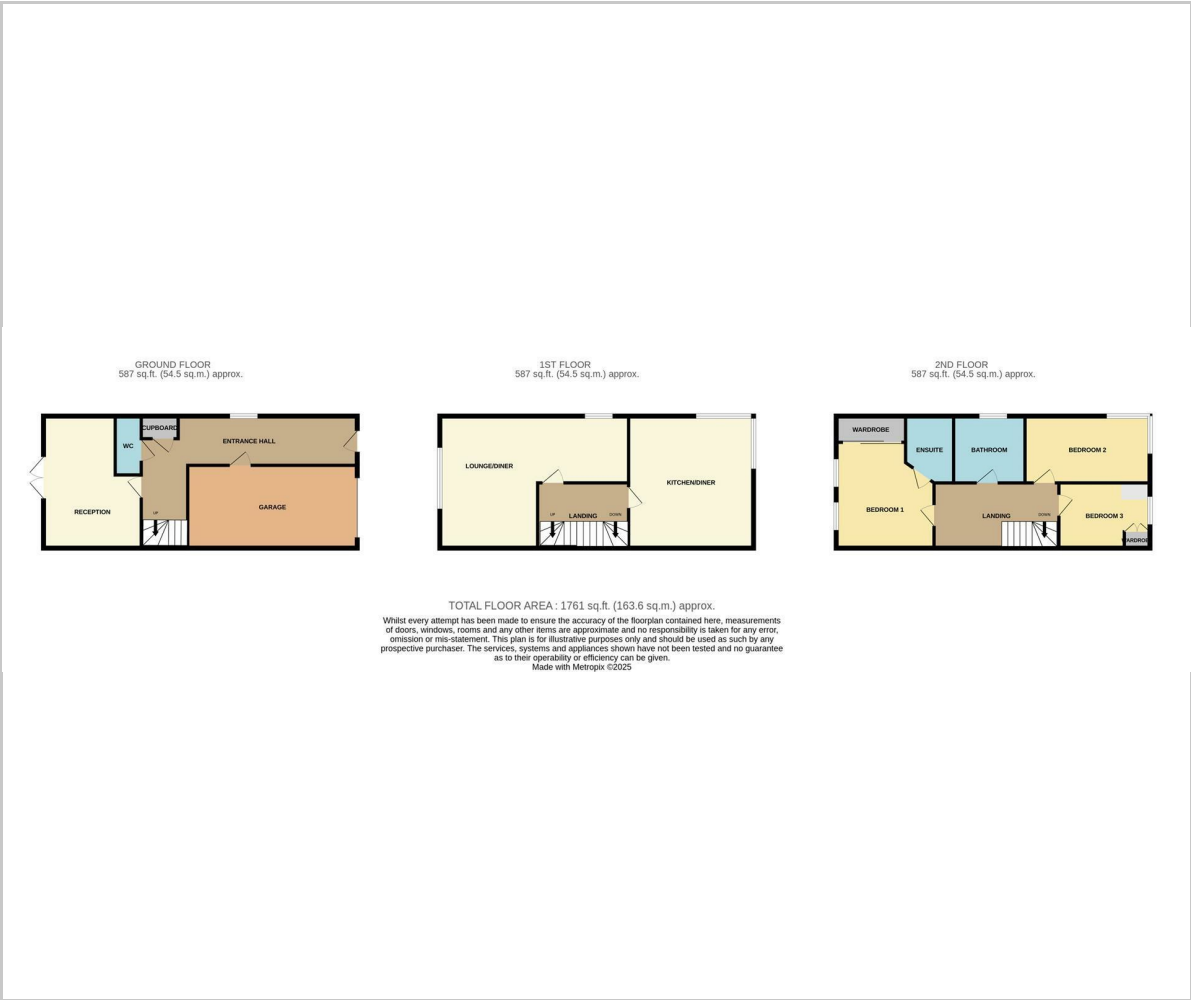 GROUND FLOOR
587 sq.ft. (54.5 sq.m.) approx.
CUPBOARD
WC
ENTRANCE HALL
RECEPTION
GARAGE
UP
1ST FLOOR
587 sq.ft. (54.5 sq.m.) approx.
LOUNGE/DINER
KITCHEN/DINER
UP
LANDING
DOWN
2ND FLOOR
587 sq.ft. (54.5 sq.m.) approx.
WARDROBE
ENSUITE
BATHROOM
BEDROOM 2
BEDROOM 1
LANDING
DOWN
BEDROOM 3
WARDROBE
TOTAL FLOOR AREA : 1761 sq.ft. (163.6 sq.m.) approx.
Whilst every attempt has been made to ensure the accuracy of the floorplan contained here, measurements
of doors, windows, rooms and any other items are approximate and no responsibility is taken for any error,
omission or mis-statement. This plan is for illustrative purposes only and should be used as such by any
prospective purchaser. The services, systems and appliances shown have not been tested and no guarantee
as to their operability or efficiency can be given.
Made with Metropix ©2025